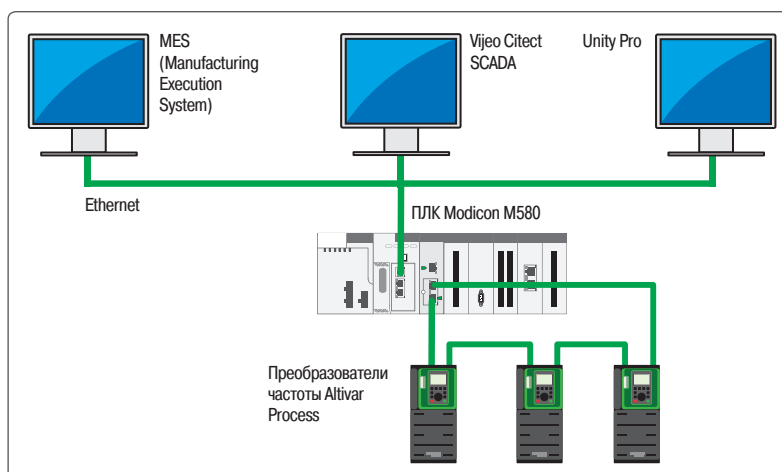 MES
(Manufacturing
Execution
System)
Vijeo Citect
SCADA
Unity Pro
Ethernet
ПЛК Modicon M580
Преобразователи
частоты Altivar
Process